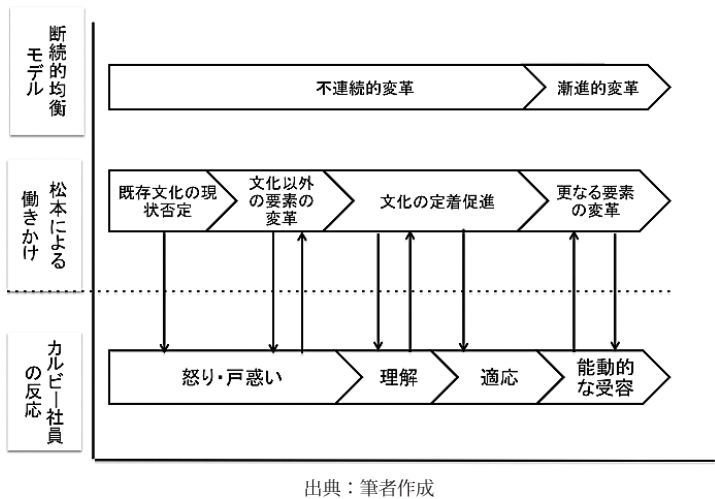 断続的均衡
モデル
不連続的変革
漸進的変革
松本による
働きかけ
既存文化の現
状否定
文化以外
の要素の
変革
文化の定着促進
更なる要素
の変革
カルビー社員
の反応
怒り・戸惑い
理解
適応
能動的
な受容
出典：筆者作成